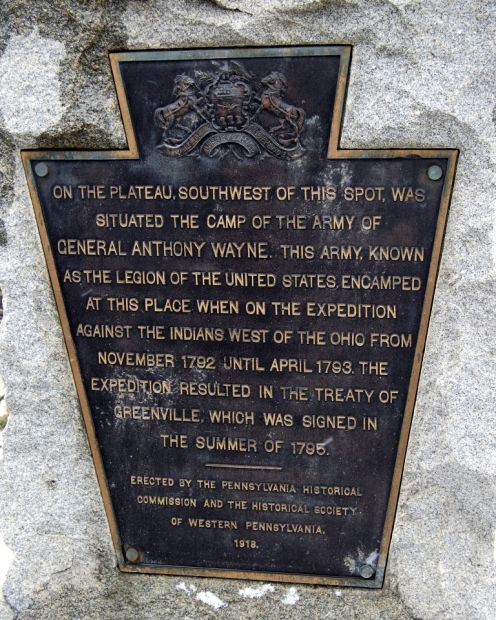 ON THE PLATEAU, SOUTHWEST OF THIS SPOT, WAS
SITUATED THE CAMP OF THE ARMY OF
GENERAL ANTHONY WAYNE. THIS ARMY, KNOWN
AS THE LEGION OF THE UNITED STATES, ENCAMPED
AT THIS PLACE WHEN ON THE EXPEDITION
AGAINST THE INDIANS WEST OF THE OHIO FROM
NOVEMBER 1792 UNTIL APRIL 1793. THE
EXPEDITION RESULTED IN THE TREATY OF
GREENVILLE, WHICH WAS SIGNED IN
THE SUMMER OF 1795.
ERECTED BY THE PENNSYLVANIA HISTORICAL
COMMISSION AND THE HISTORICAL SOCIETY
OF WESTERN PENNSYLVANIA.
1918.